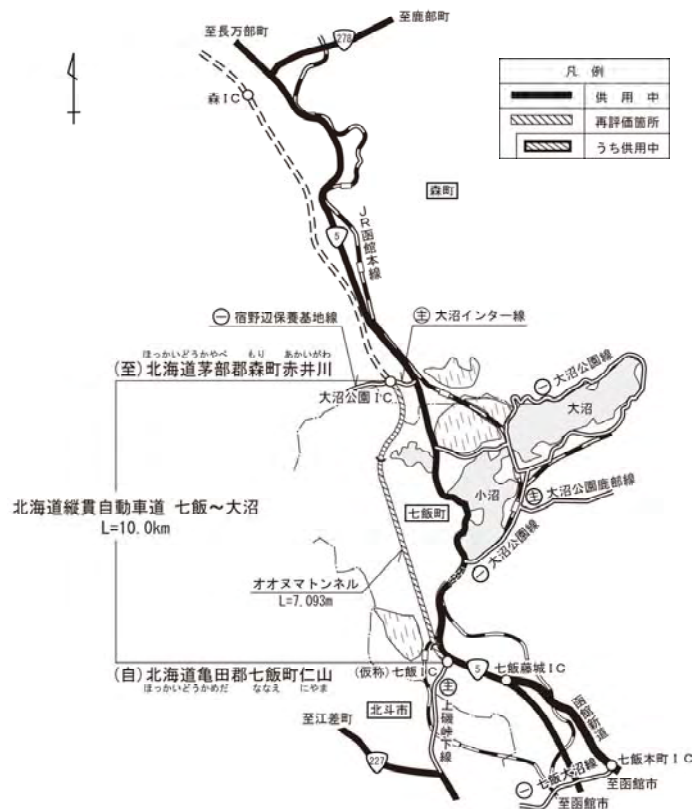 至鹿部町
至長万部町
278
森IC
凡 例
供 用 中
再評価箇所
うち供用中
森町
JR函館本線
5
一 宿野辺保養基地線
主 大沼インター線
ほっかいどうかやべ もり あかいがわ
(至)北海道茅部郡森町赤井川
大沼公園IC
一 大沼公園線
大沼
小沼
主 大沼公園鹿部線
北海道縦貫自動車道 七飯~大沼
L=10.0km
七飯町
一 大沼公園線
オオヌマトンネル
L=7.093m
(自)北海道亀田郡七飯町仁山
ほっかいどうかめだ ななえ にやま
(仮称)七飯IC
5
七飯藤城IC
主 上磯峠下線
函館新道
北斗市
至江差町
227
七飯本町IC
一 七飯大沼線
至函館市
至函館市